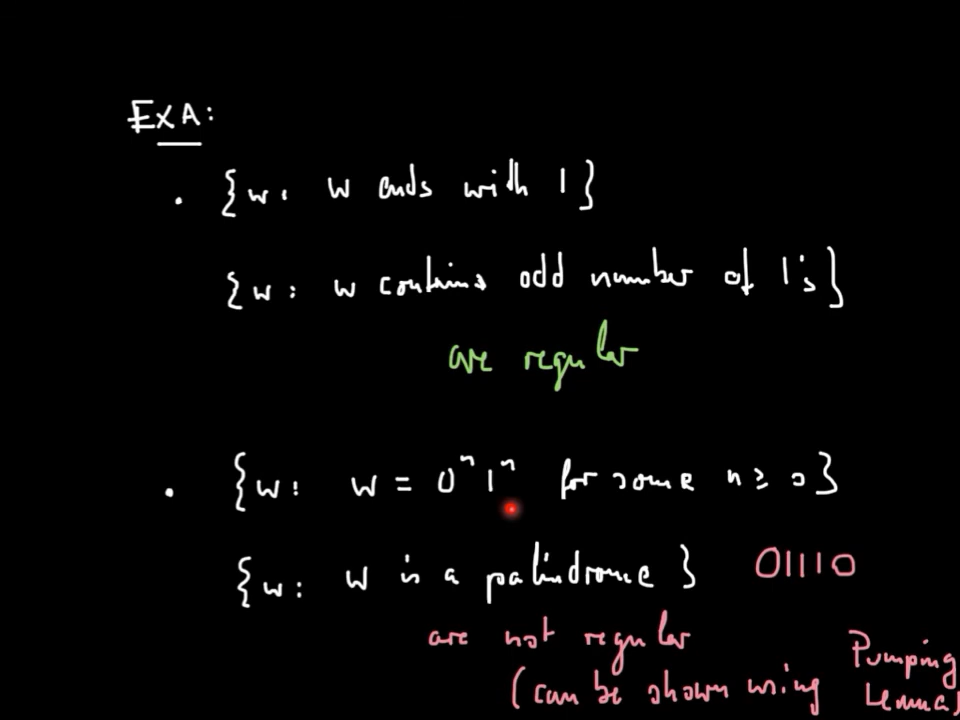 EXA:
• {w: w ends with 1}
{w: w contains odd number of 1's}
are regular
• {w: w = 0ⁿ1ⁿ for some n ≥ 0}
{w: w is a palindrome} 01110
are not regular
(can be shown using Pumping Lemma)